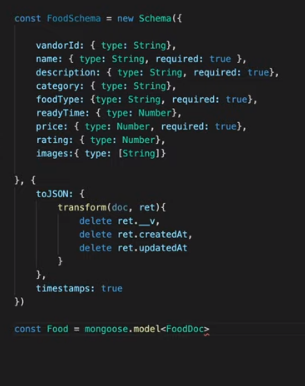 const FoodSchema = new Schema({
vandorId: { type: String},
name: { type: String, required: true },
description: { type: String, required: true},
category: { type: String},
foodType: {type: String, required: true},
readyTime: { type: Number},
price: { type: Number, required: true},
rating: { type: Number},
images:{ type: [String]}
}, {
toJSON: {
transform(doc, ret){
delete ret.__v,
delete ret.createdAt,
delete ret.updatedAt
}
},
timestamps: true
})
const Food = mongoose.model<FoodDoc>